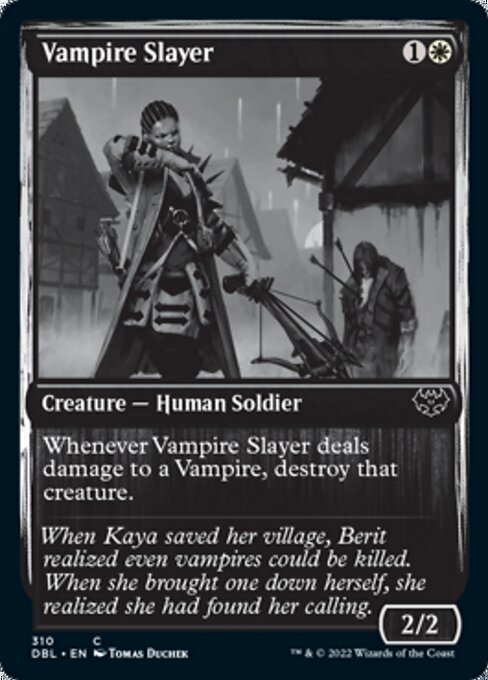 Vampire Slayer 1
Creature — Human Soldier
Whenever Vampire Slayer deals
damage to a Vampire, destroy that
creature.
When Kaya saved her village, Berit
realized even vampires could be killed.
When she brought one down herself, she
realized she had found her calling.
2/2
310 C
DBL • EN Tomas Duchek
™ & © 2022 Wizards of the Coast